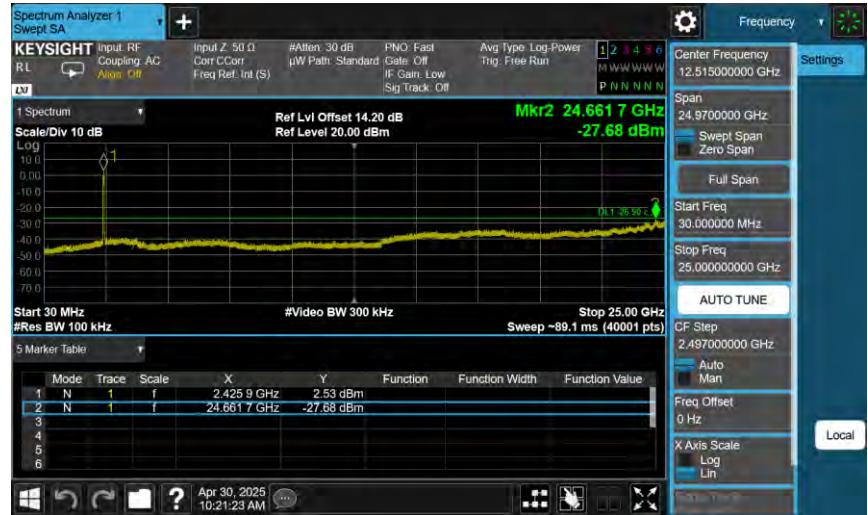 Spectrum Analyzer 1
Swept SA
Frequency
KEYSIGHT
RL
LXI
Input: RF
Coupling: AC
Align: Off
Input Z: 50 Ω
Corr CCorr
Freq Ref: Int (S)
#Atten: 30 dB
µW Path: Standard
PNO: Fast
Gate: Off
IF Gain: Low
Sig Track: Off
Avg Type: Log-Power
Trig: Free Run
1 2 3 4 5 6
M W W W W W
P N N N N N
Center Frequency
12.515000000 GHz
Settings
1 Spectrum
Scale/Div 10 dB
Ref Lvl Offset 14.20 dB
Ref Level 20.00 dBm
Mkr2 24.661 7 GHz
-27.68 dBm
Span
24.9700000 GHz
Swept Span
Zero Span
Full Span
Start Freq
30.000000 MHz
Stop Freq
25.000000000 GHz
AUTO TUNE
CF Step
2.497000000 GHz
Auto
Man
Freq Offset
0 Hz
X Axis Scale
Log
Lin
Local
Log
10.0
0.00
-10.0
-20.0
-30.0
-40.0
-50.0
-60.0
-70.0
1
DL1 -26.90
Start 30 MHz
#Video BW 300 kHz
Stop 25.00 GHz
#Res BW 100 kHz
Sweep ~89.1 ms (40001 pts)
5 Marker Table
Mode Trace Scale X Y Function Function Width Function Value
1 N 1 f 2.425 9 GHz 2.53 dBm
2 N 1 f 24.661 7 GHz -27.68 dBm
3
4
5
6
Apr 30, 2025
10:21:23 AM